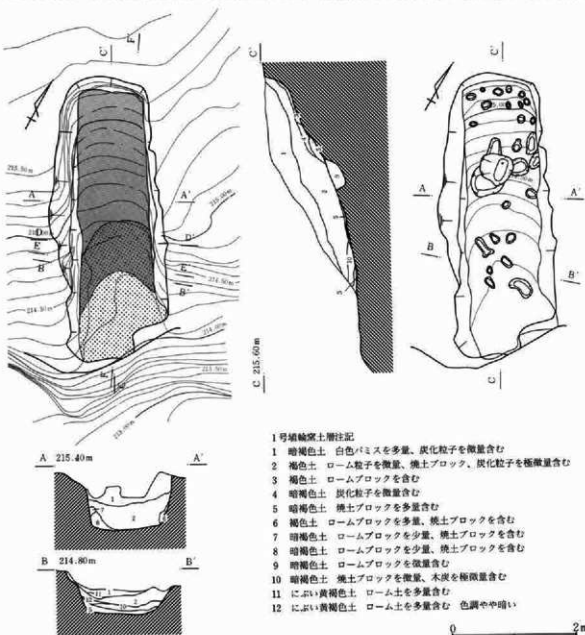 C'
F'
215.50m
A
A'
215.00m
D
D'
E
E
B
B'
214.50m
214.00m
F
213.00m
C'
C 215.60m
C'
A
A'
B
B'
C
A 215.40m A'
B 214.80m B'
1号埴輪窯土層注記
1 暗褐色土 白色パミスを多量、炭化粒子を微量含む
2 褐色土 ローム粒子を微量、焼土ブロック、炭化粒子を極微量含む
3 褐色土 ロームブロックを含む
4 暗褐色土 炭化粒子を微量含む
5 暗褐色土 焼土ブロックを多量含む
6 褐色土 ロームブロックを多量、焼土ブロックを含む
7 暗褐色土 ロームブロックを少量、焼土ブロックを含む
8 暗褐色土 ロームブロックを少量、焼土ブロックを含む
9 暗褐色土 ロームブロックを微量含む
10 暗褐色土 焼土ブロックを微量、木炭を極微量含む
11 にぶい黄褐色土 ローム土を多量含む
12 にぶい黄褐色土 ローム土を多量含む 色調やや暗い
0 2m